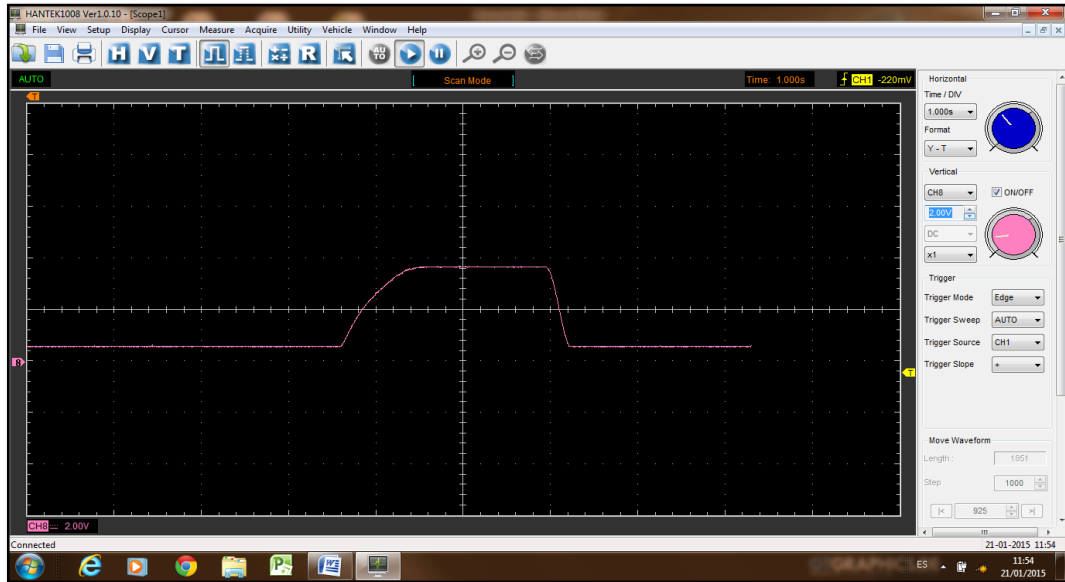 HANTEK1008 Ver1.0.10 - [Scope1]
File View Setup Display Cursor Measure Acquire Utility Vehicle Window Help
H V T R AU TO
AUTO [ Scan Mode ] Time: 1.000s CH1 -220mV
T
8
T
CH8 2.00V
Horizontal
Time / DIV
1.000s
Format
Y - T
Vertical
CH8 ON/OFF
2.00V
DC
x1
Trigger
Trigger Mode Edge
Trigger Sweep AUTO
Trigger Source CH1
Trigger Slope +
Move Waveform
Length : 1851
Step 1000
|< 925 >|
Connected 21-01-2015 11:54
ES 11:54
21/01/2015